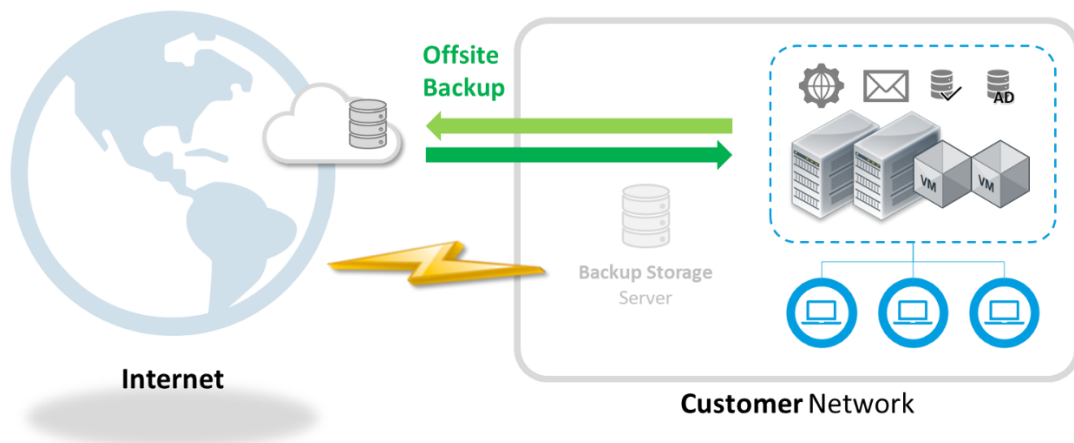 Offsite
Backup
AD
VM
VM
Backup Storage
Server
Internet
Customer Network